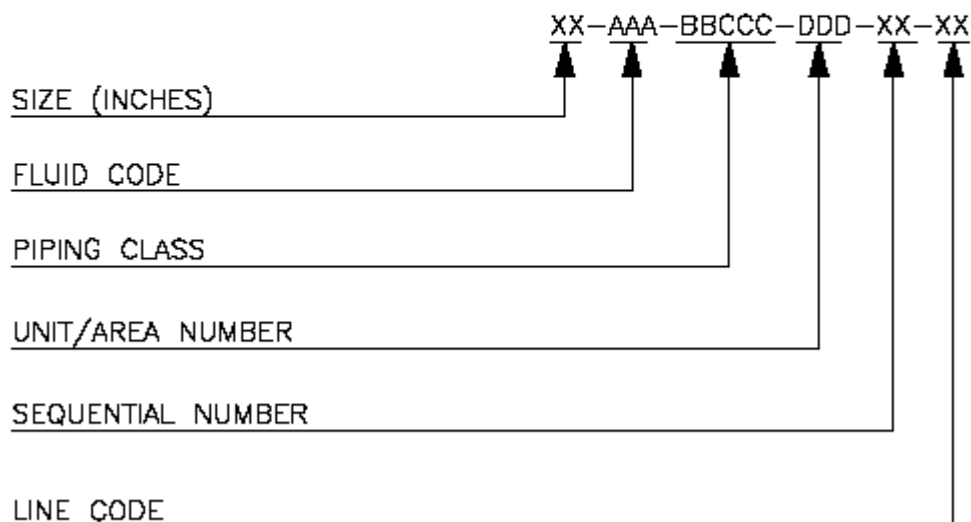 XX-AAA-BBCCC-DDD-XX-XX
SIZE (INCHES)
FLUID CODE
PIPING CLASS
UNIT/AREA NUMBER
SEQUENTIAL NUMBER
LINE CODE